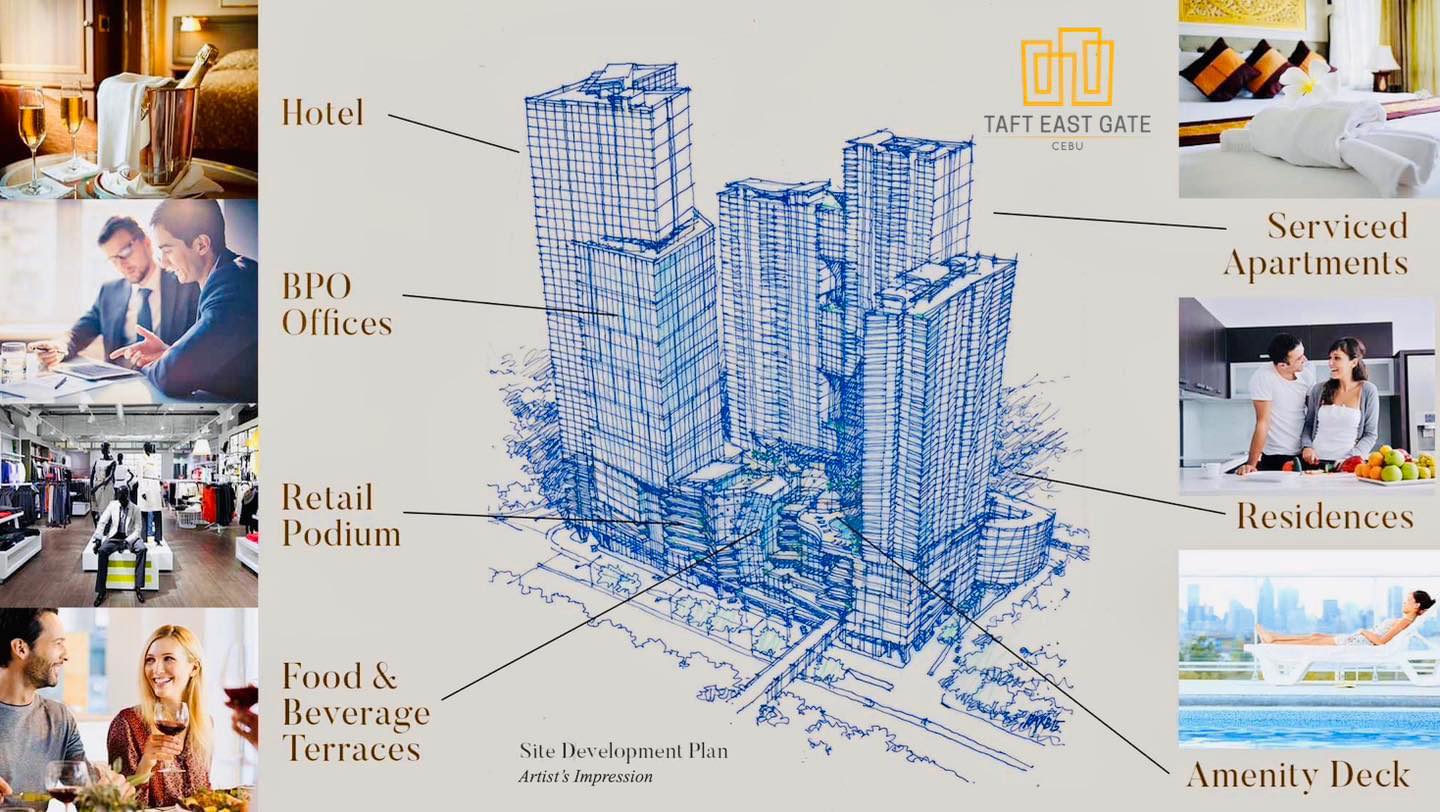 TAFT EAST GATE
CEBU
Hotel
BPO
Offices
Retail
Podium
Food &
Beverage
Terraces
Serviced
Apartments
Residences
Amenity Deck
Site Development Plan
Artist's Impression